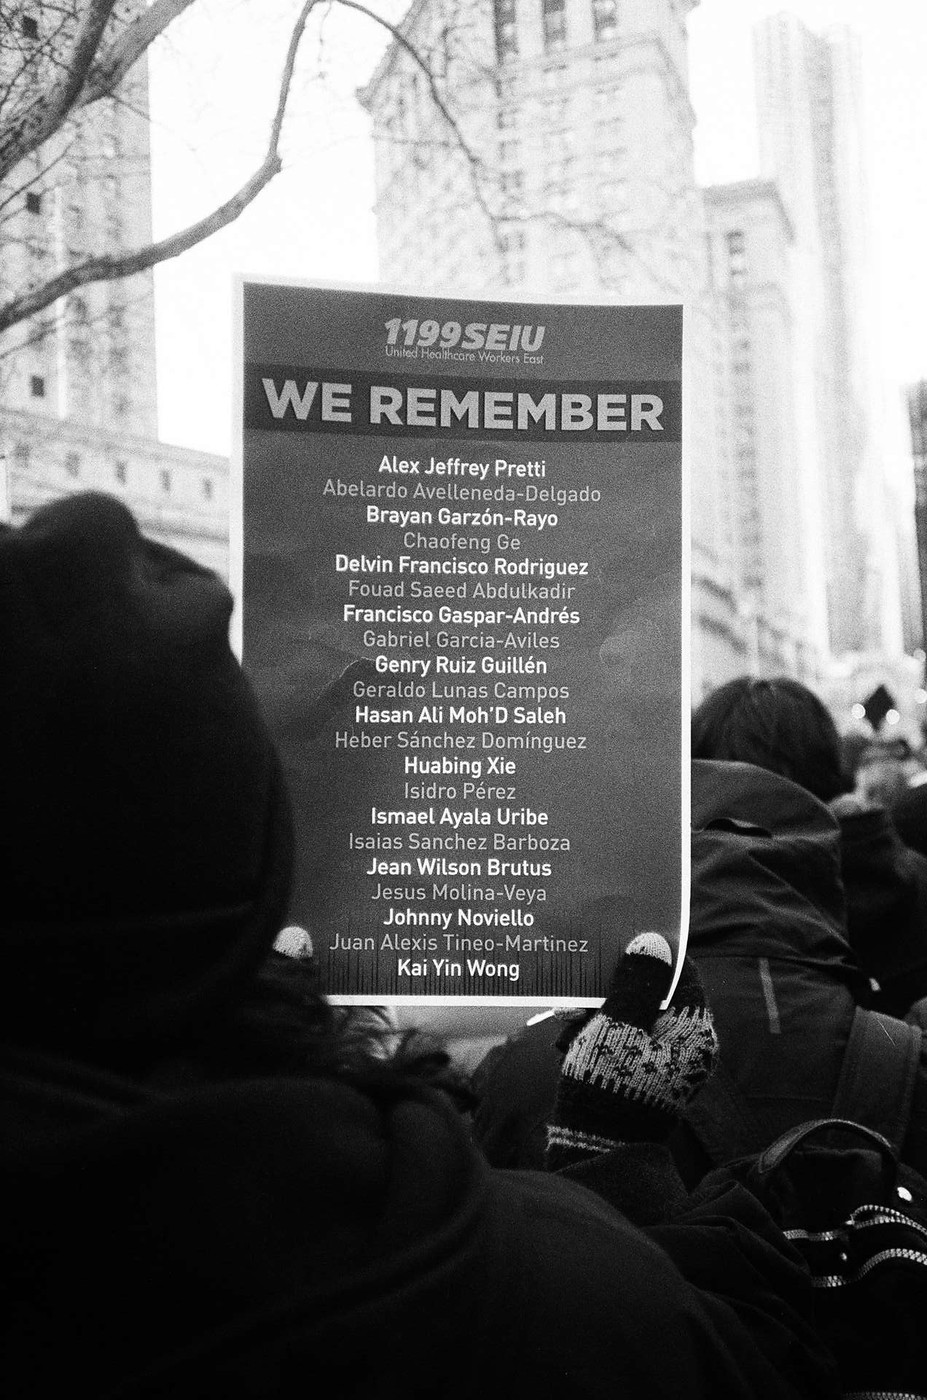 1199SEIU
United Healthcare Workers East
WE REMEMBER
Alex Jeffrey Pretti
Abelardo Avelleneda-Delgado
Brayan Garzón-Rayo
Chaofeng Ge
Delvin Francisco Rodriguez
Fouad Saeed Abdulkadir
Francisco Gaspar-Andrés
Gabriel Garcia-Aviles
Genry Ruiz Guillén
Geraldo Lunas Campos
Hasan Ali Moh'D Saleh
Heber Sánchez Domínguez
Huabing Xie
Isidro Pérez
Ismael Ayala Uribe
Isaias Sanchez Barboza
Jean Wilson Brutus
Jesus Molina-Veya
Johnny Noviello
Juan Alexis Tineo-Martinez
Kai Yin Wong